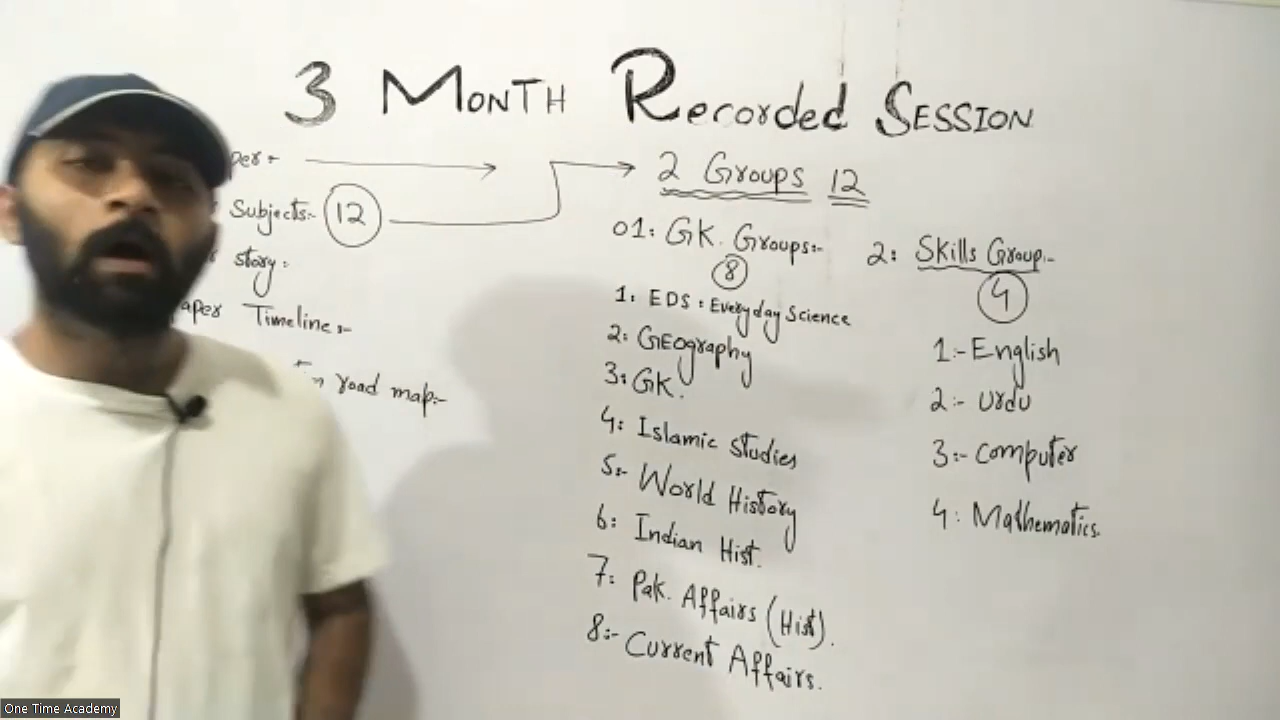 3 MONTH Recorded SESSION
per:-
Subjects:- 12
story:
aper Timeline:-
road map:-
2 Groups 12
01: GK. Groups:-
8
1: EDS: Everyday Science
2: GEography
3: GK.
4: Islamic Studies
5:- World History
6: Indian Hist.
7: Pak. Affairs (Hist).
8:- Current Affairs.
2: Skills Group:-
4
1:- English
2:- Urdu
3:- Computer
4: Mathematics.
One Time Academy